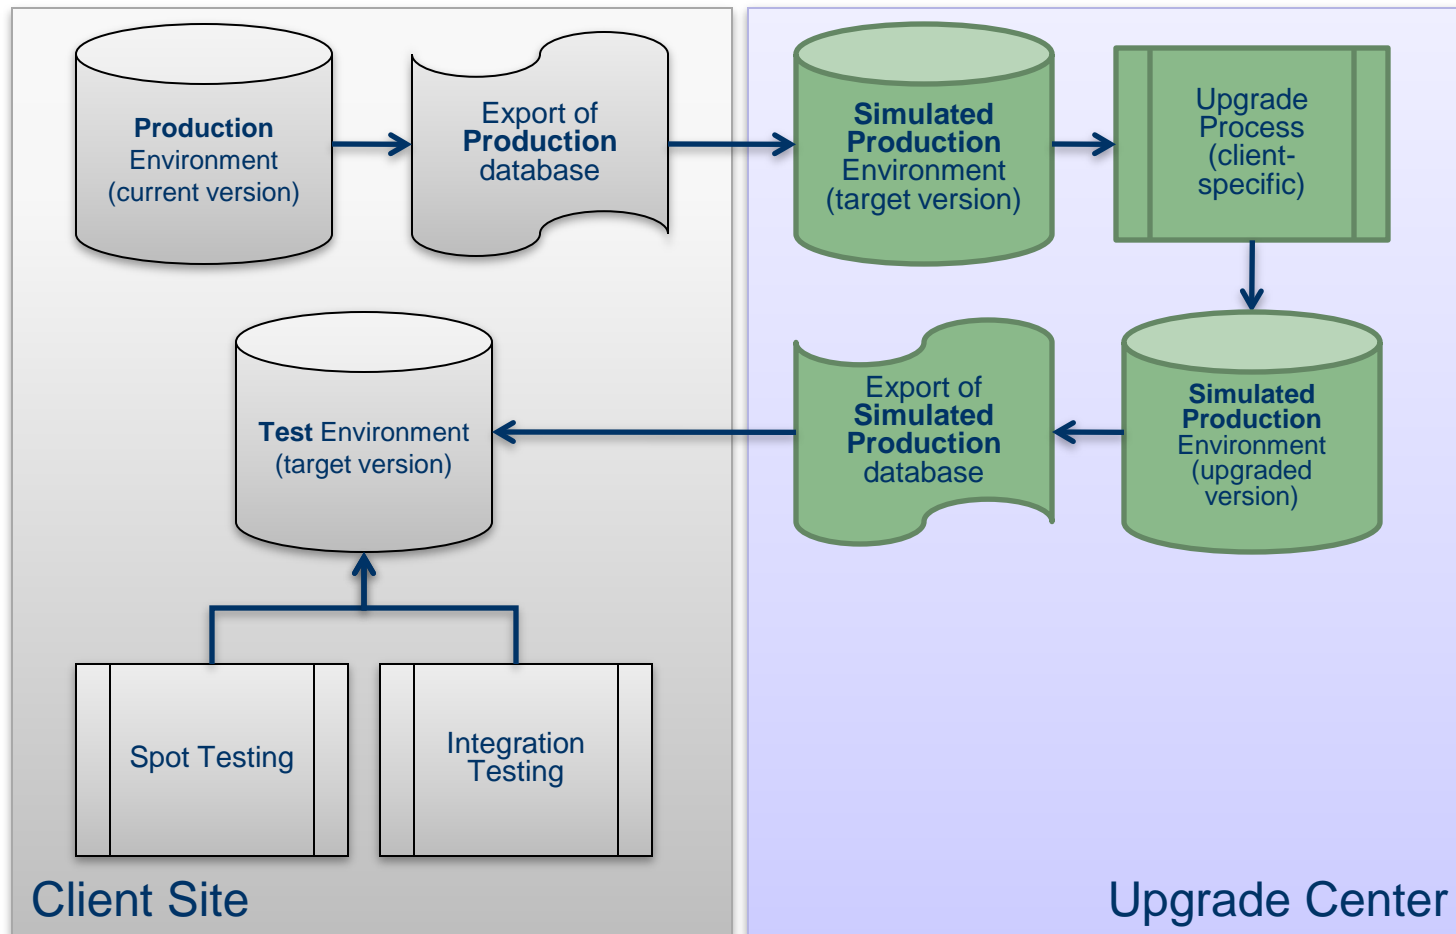 Production
Environment
(current version)
Export of
Production
database
Simulated
Production
Environment
(target version)
Upgrade
Process
(client-
specific)
Test Environment
(target version)
Export of
Simulated
Production
database
Simulated
Production
Environment
(upgraded
version)
Spot Testing
Integration
Testing
Client Site
Upgrade Center